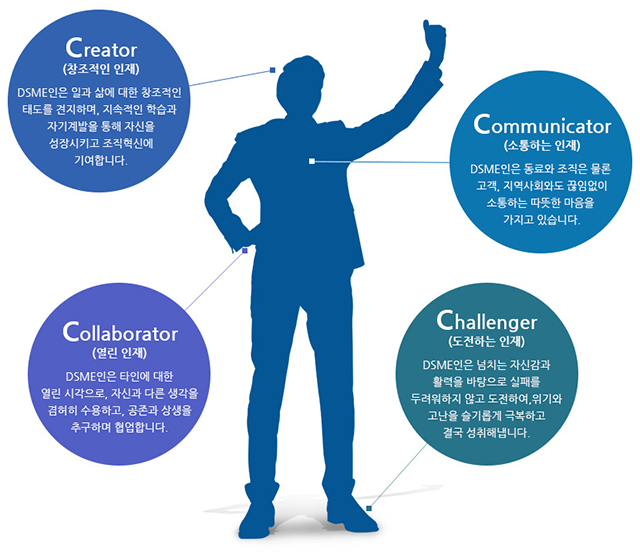 Creator
(창조적인 인재)
DSME인은 일과 삶에 대한 창조적인
태도를 견지하며, 지속적인 학습과
자기계발을 통해 자신을
성장시키고 조직혁신에
기여합니다.
Communicator
(소통하는 인재)
DSME인은 동료와 조직은 물론
고객, 지역사회와도 끊임없이
소통하는 따뜻한 마음을
가지고 있습니다.
Collaborator
(열린 인재)
DSME인은 타인에 대한
열린 시각으로, 자신과 다른 생각을
겸허히 수용하고, 공존과 상생을
추구하며 협업합니다.
Challenger
(도전하는 인재)
DSME인은 넘치는 자신감과
활력을 바탕으로 실패를
두려워하지 않고 도전하여,위기와
고난을 슬기롭게 극복하고
결국 성취해냅니다.